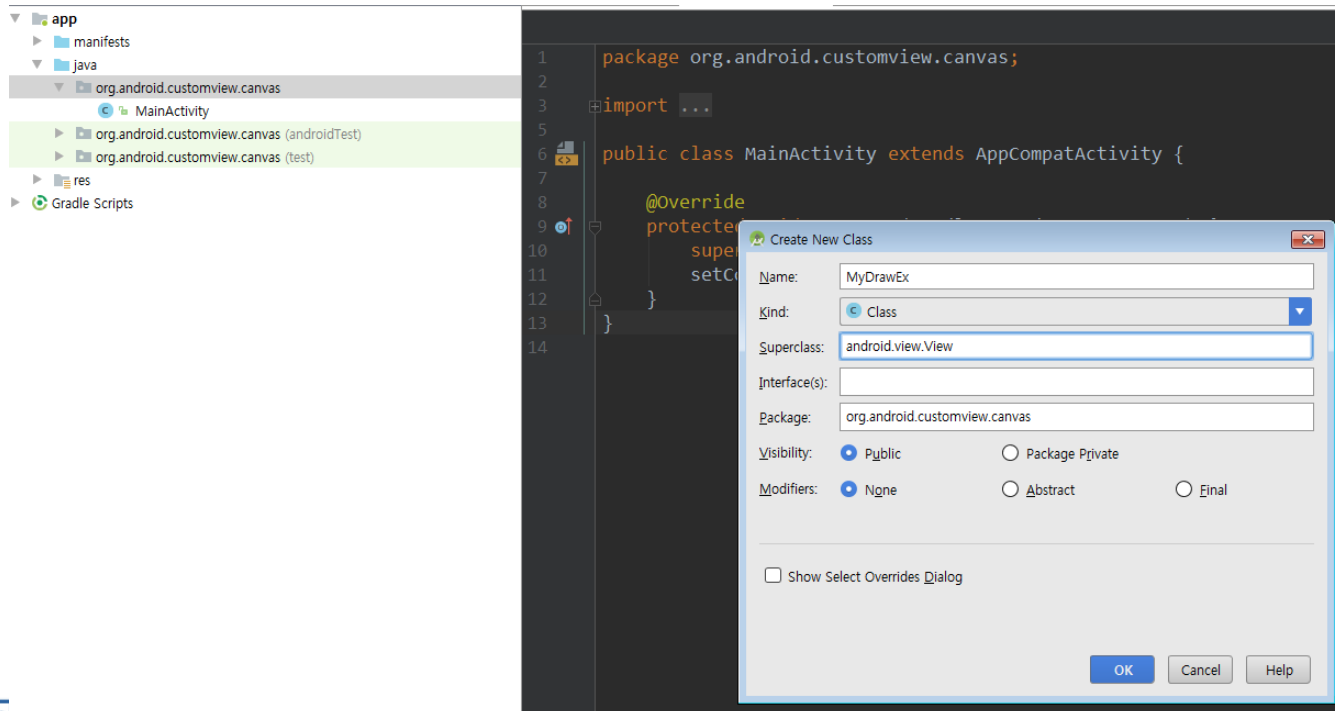 app
manifests
java
org.android.customview.canvas
MainActivity
org.android.customview.canvas (androidTest)
org.android.customview.canvas (test)
res
Gradle Scripts
1 package org.android.customview.canvas;
2
3 import ...
5
6 public class MainActivity extends AppCompatActivity {
7
8 @Override
9 protected
10 super
11 setC
12 }
13 }
14
Create New Class
Name: MyDrawEx
Kind: Class
Superclass: android.view.View
Interface(s):
Package: org.android.customview.canvas
Visibility: Public Package Private
Modifiers: None Abstract Final
Show Select Overrides Dialog
OK Cancel Help